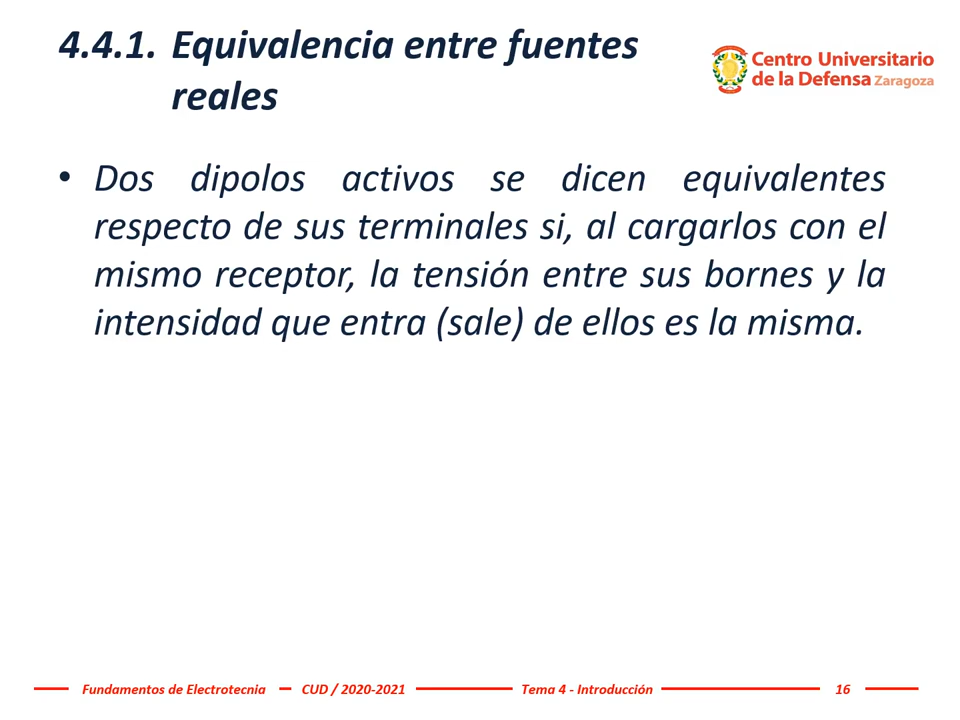 4.4.1. Equivalencia entre fuentes
reales
Centro Universitario
de la Defensa Zaragoza
• Dos dipolos activos se dicen equivalentes
respecto de sus terminales si, al cargarlos con el
mismo receptor, la tensión entre sus bornes y la
intensidad que entra (sale) de ellos es la misma.
Fundamentos de Electrotecnia CUD / 2020-2021 Tema 4 - Introducción 16